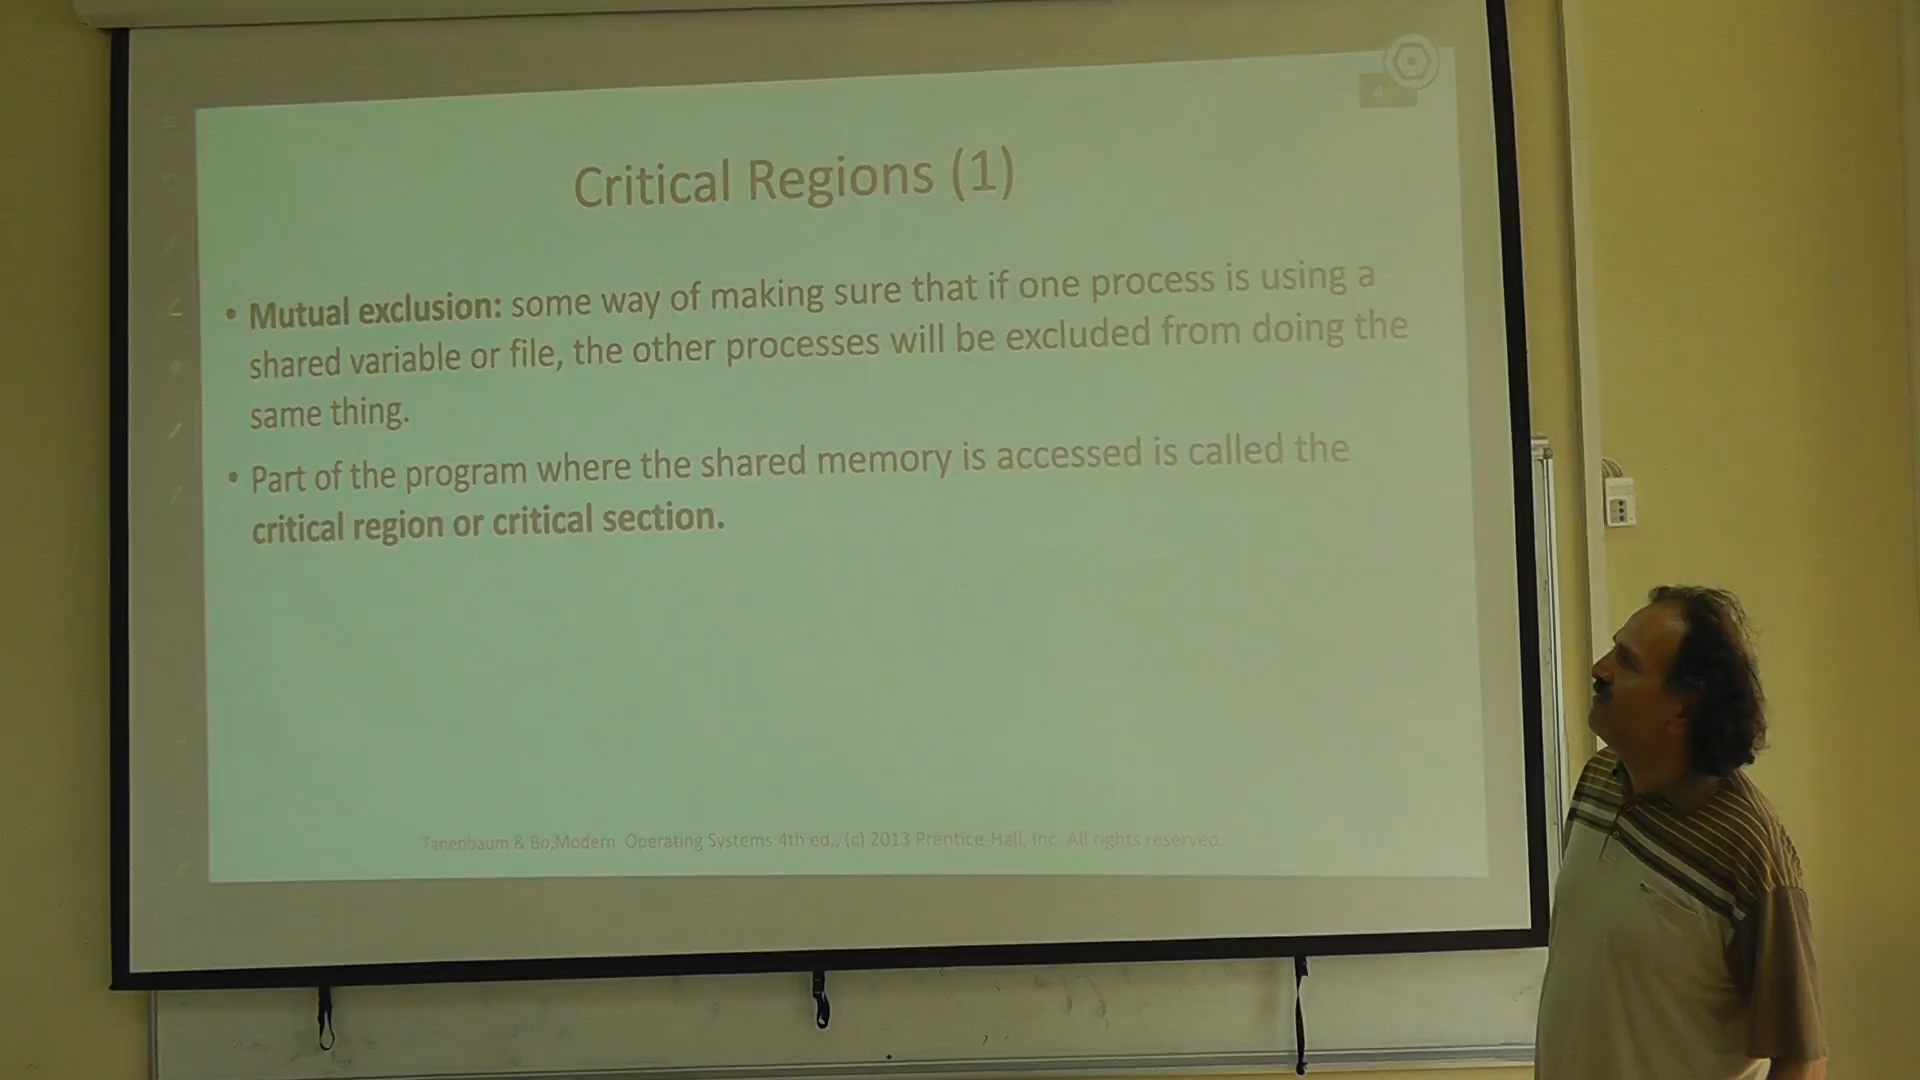 4
Critical Regions (1)
• Mutual exclusion: some way of making sure that if one process is using a
shared variable or file, the other processes will be excluded from doing the
same thing.
• Part of the program where the shared memory is accessed is called the
critical region or critical section.
Tanenbaum & Bo,Modern Operating Systems:4th ed., (c) 2013 Prentice-Hall, Inc. All rights reserved.